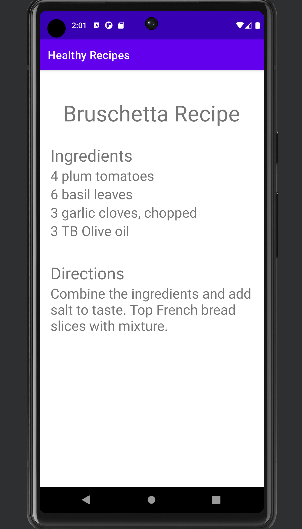 2:01
Healthy Recipes
Bruschetta Recipe
Ingredients
4 plum tomatoes
6 basil leaves
3 garlic cloves, chopped
3 TB Olive oil
Directions
Combine the ingredients and add
salt to taste. Top French bread
slices with mixture.